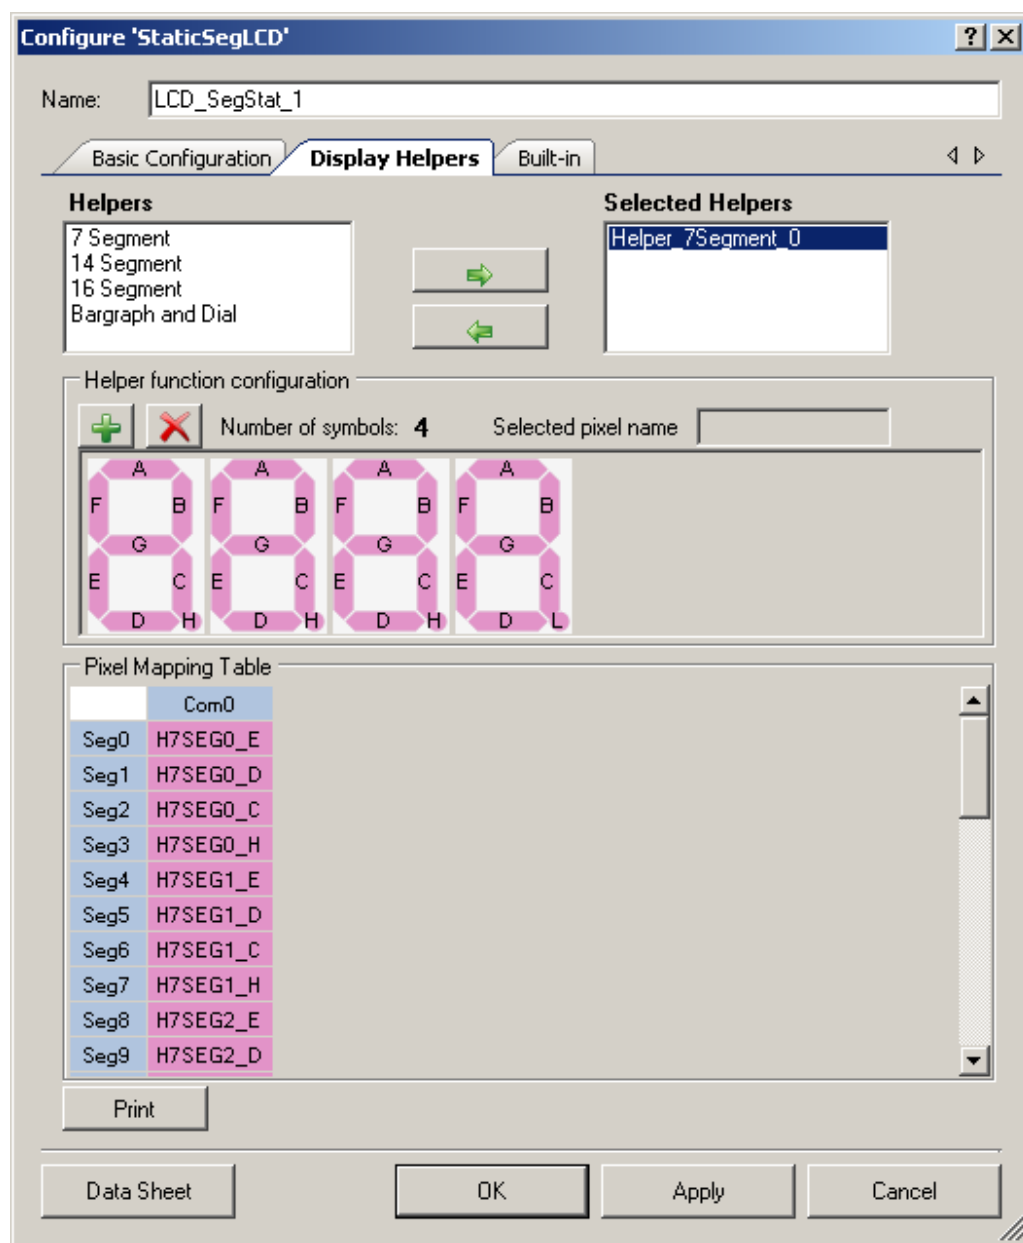 Configure 'StaticSegLCD'
Name: LCD_SegStat_1
Basic Configuration Display Helpers Built-in
Helpers Selected Helpers
7 Segment Helper_7Segment_0
14 Segment
16 Segment
Bargraph and Dial
Helper function configuration
Number of symbols: 4 Selected pixel name
A A A A
F B F B F B F B
G G G G
E C E C E C E C
D H D H D H D L
Pixel Mapping Table
Com0
Seg0 H7SEG0_E
Seg1 H7SEG0_D
Seg2 H7SEG0_C
Seg3 H7SEG0_H
Seg4 H7SEG1_E
Seg5 H7SEG1_D
Seg6 H7SEG1_C
Seg7 H7SEG1_H
Seg8 H7SEG2_E
Seg9 H7SEG2_D
Print
Data Sheet OK Apply Cancel